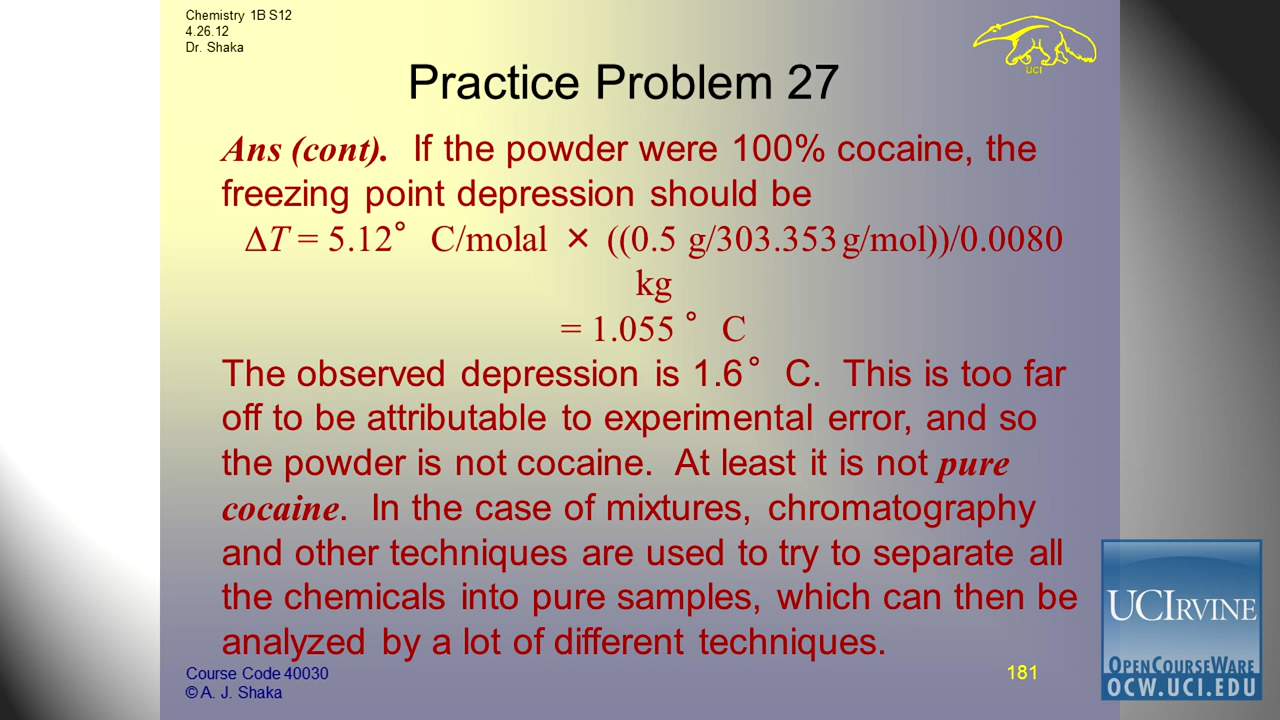 Chemistry 1B S12
4.26.12
Dr. Shaka
UCI
Practice Problem 27
Ans (cont). If the powder were 100% cocaine, the
freezing point depression should be
ΔT = 5.12° C/molal × ((0.5 g/303.353 g/mol))/0.0080
kg
= 1.055 ° C
The observed depression is 1.6° C. This is too far
off to be attributable to experimental error, and so
the powder is not cocaine. At least it is not pure
cocaine. In the case of mixtures, chromatography
and other techniques are used to try to separate all
the chemicals into pure samples, which can then be
analyzed by a lot of different techniques.
Course Code 40030
© A. J. Shaka
181
UCIRVINE
OPENCOURSEWARE
OCW.UCI.EDU